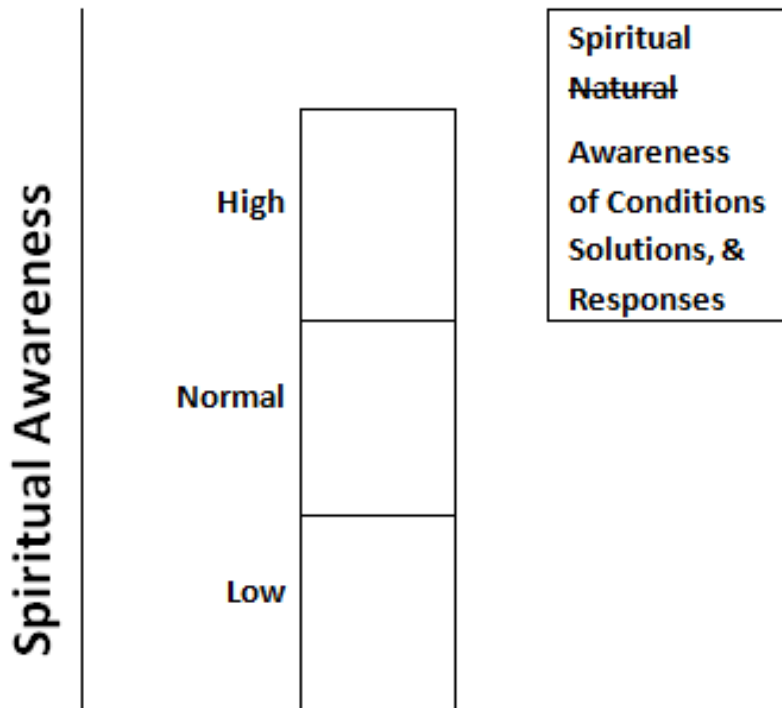 Spiritual Awareness
High
Normal
Low
Spiritual
Natural
Awareness
of Conditions
Solutions, &
Responses